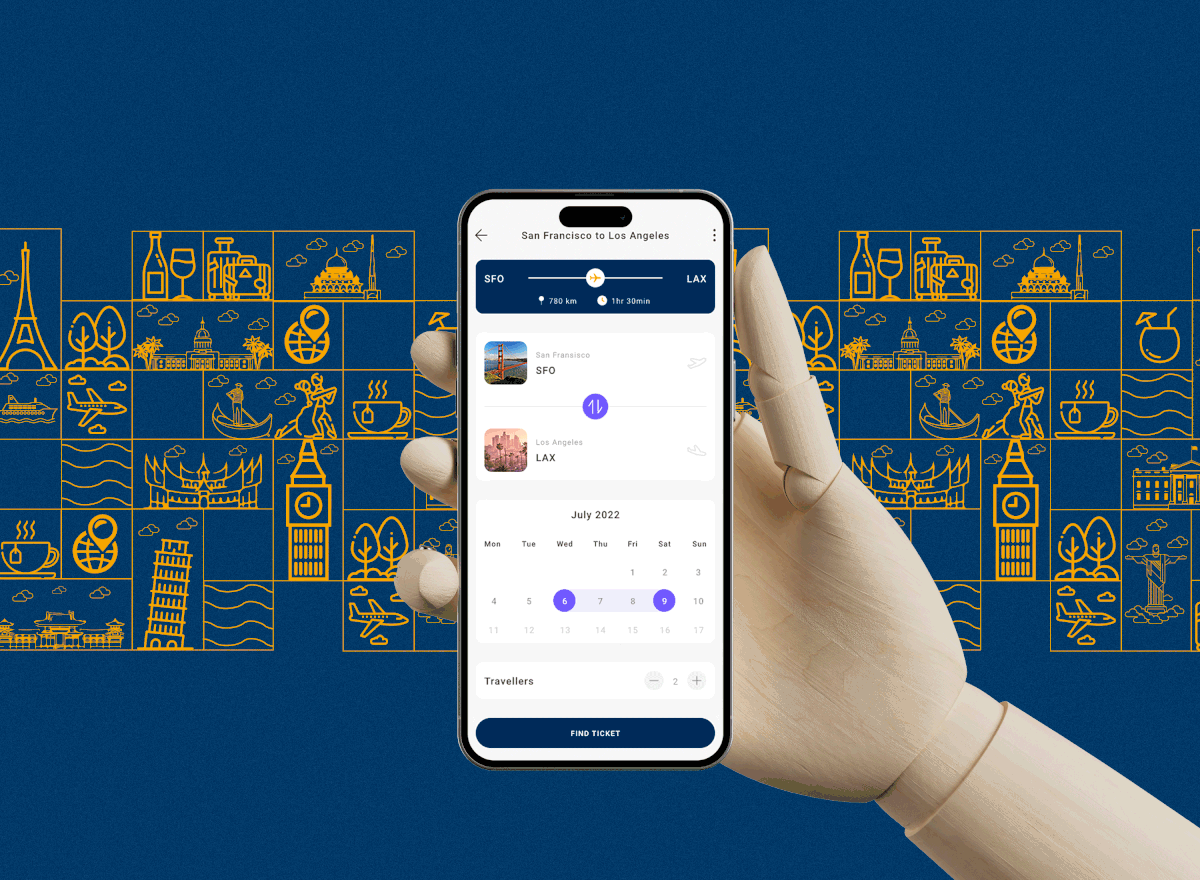 San Francisco to Los Angeles
SFO LAX
780 km 1hr 30min
San Fransisco
SFO
Los Angeles
LAX
July 2022
Mon Tue Wed Thu Fri Sat Sun
1 2 3
4 5 6 7 8 9 10
11 12 13 14 15 16 17
Travellers 2
FIND TICKET